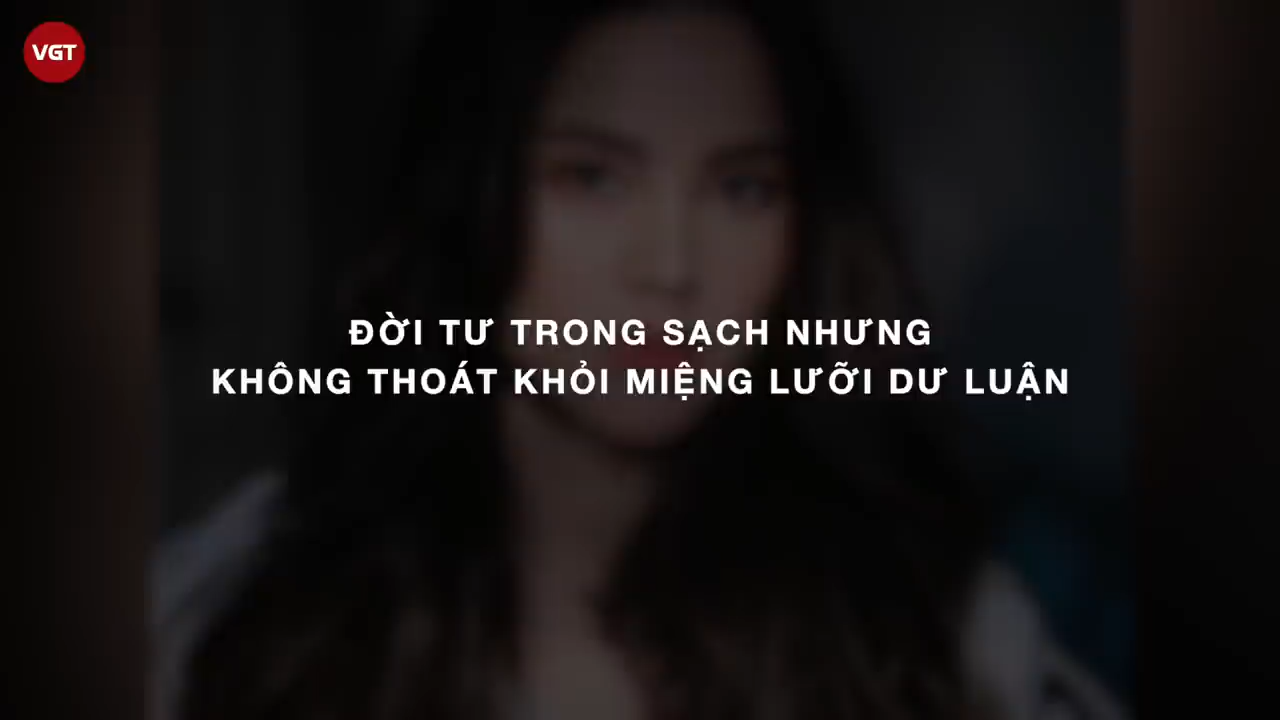 VGT
ĐỜI TƯ TRONG SẠCH NHƯNG
KHÔNG THOÁT KHỎI MIỆNG LƯỠI DƯ LUẬN